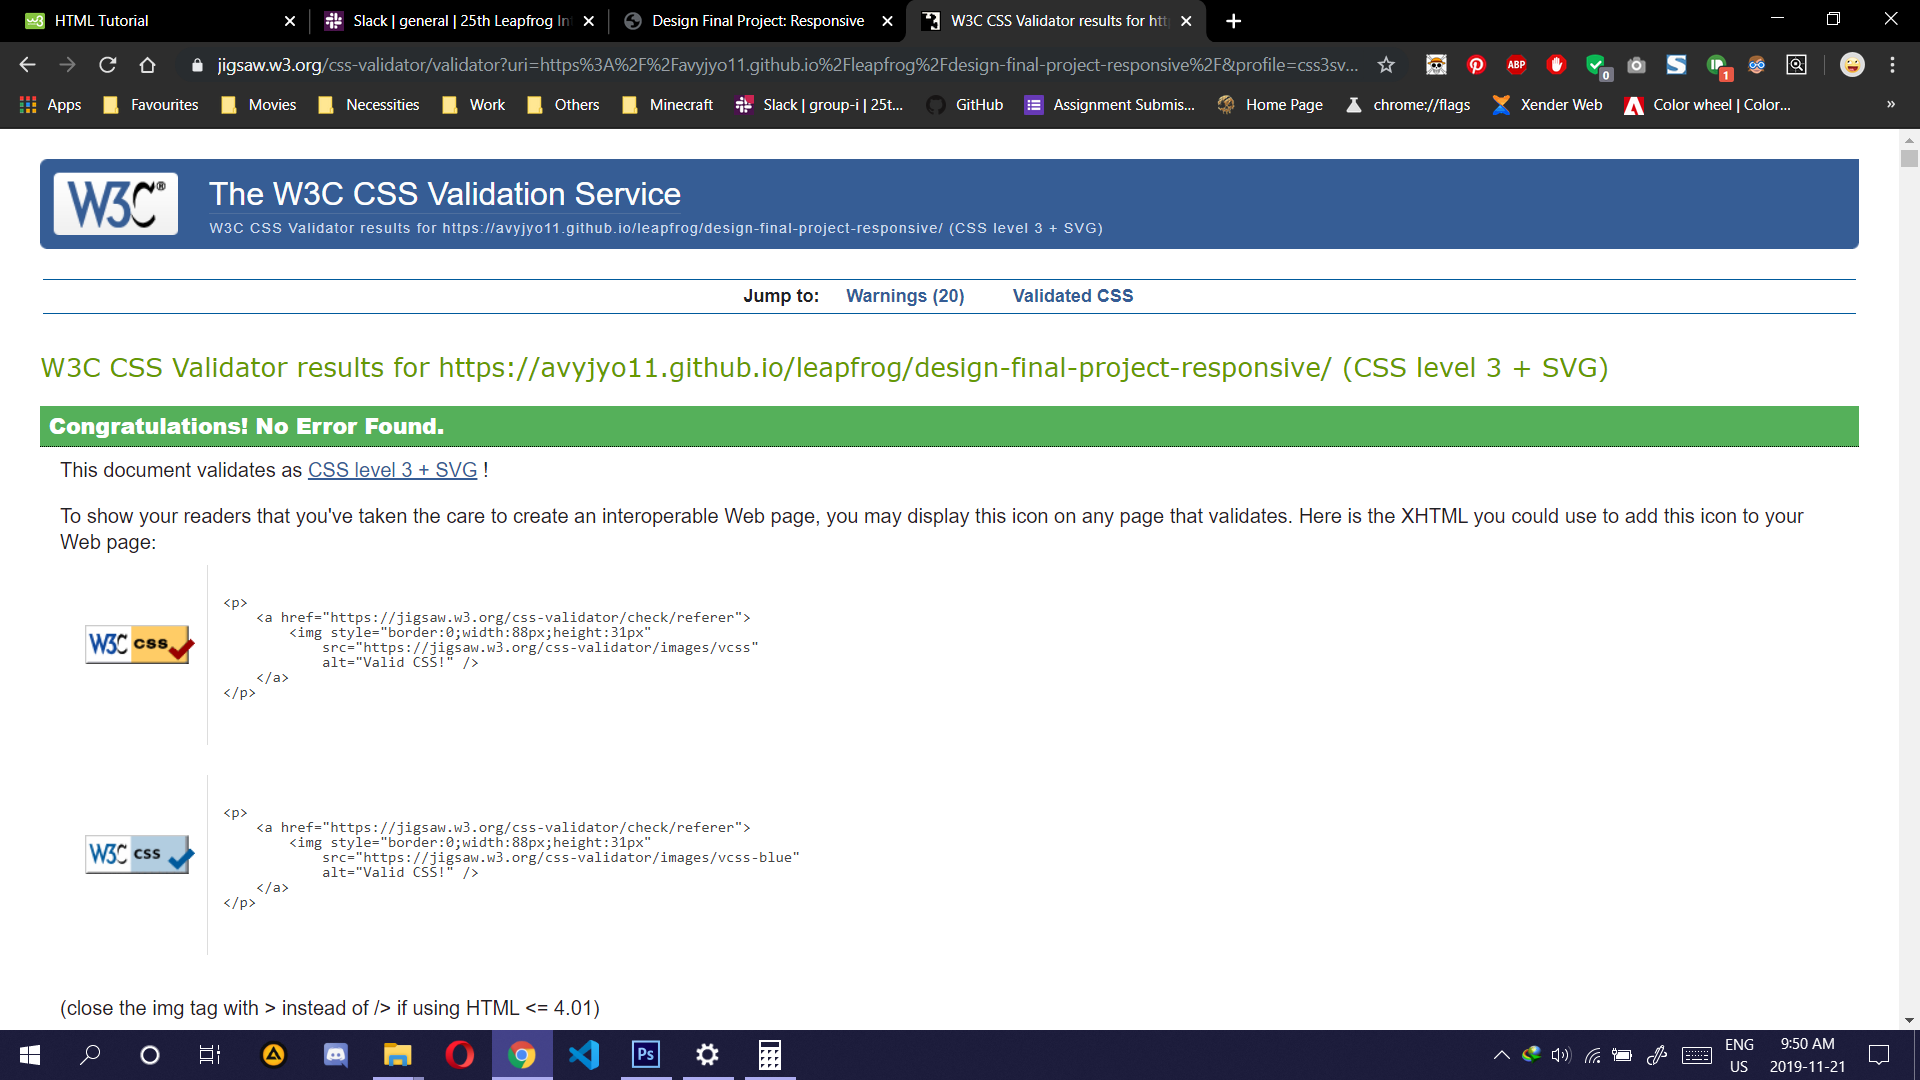 HTML Tutorial
Slack | general | 25th Leapfrog Int
Design Final Project: Responsive
W3C CSS Validator results for htt
jigsaw.w3.org/css-validator/validator?uri=https%3A%2F%2Favyjyo11.github.io%2Fleapfrog%2Fdesign-final-project-responsive%2F&profile=css3sv...
ABP
0
1
Apps
Favourites
Movies
Necessities
Work
Others
Minecraft
Slack | group-i | 25t...
GitHub
Assignment Submis...
Home Page
chrome://flags
Xender Web
Color wheel | Color...
»
W3C®
The W3C CSS Validation Service
W3C CSS Validator results for https://avyjyo11.github.io/leapfrog/design-final-project-responsive/ (CSS level 3 + SVG)
Jump to: Warnings (20) Validated CSS
W3C CSS Validator results for https://avyjyo11.github.io/leapfrog/design-final-project-responsive/ (CSS level 3 + SVG)
Congratulations! No Error Found.
This document validates as CSS level 3 + SVG !
To show your readers that you've taken the care to create an interoperable Web page, you may display this icon on any page that validates. Here is the XHTML you could use to add this icon to your
Web page:
W3C css
<p>
<a href="https://jigsaw.w3.org/css-validator/check/referer">
<img style="border:0;width:88px;height:31px"
src="https://jigsaw.w3.org/css-validator/images/vcss"
alt="Valid CSS!" />
</a>
</p>
W3C css
<p>
<a href="https://jigsaw.w3.org/css-validator/check/referer">
<img style="border:0;width:88px;height:31px"
src="https://jigsaw.w3.org/css-validator/images/vcss-blue"
alt="Valid CSS!" />
</a>
</p>
(close the img tag with > instead of /> if using HTML <= 4.01)
Ps
ENG
US
9:50 AM
2019-11-21